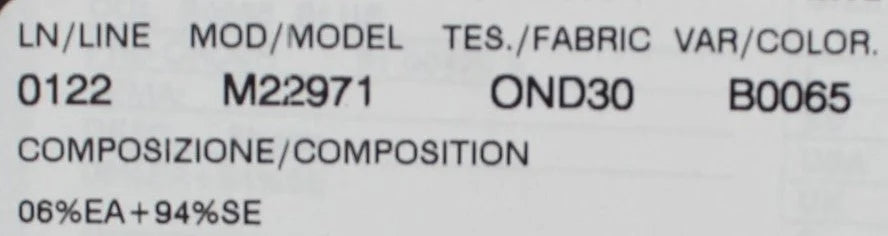 LN/LINE MOD/MODEL TES./FABRIC VAR/COLOR.
0122 M22971 OND30 B0065
COMPOSIZIONE/COMPOSITION
06%EA+94%SE